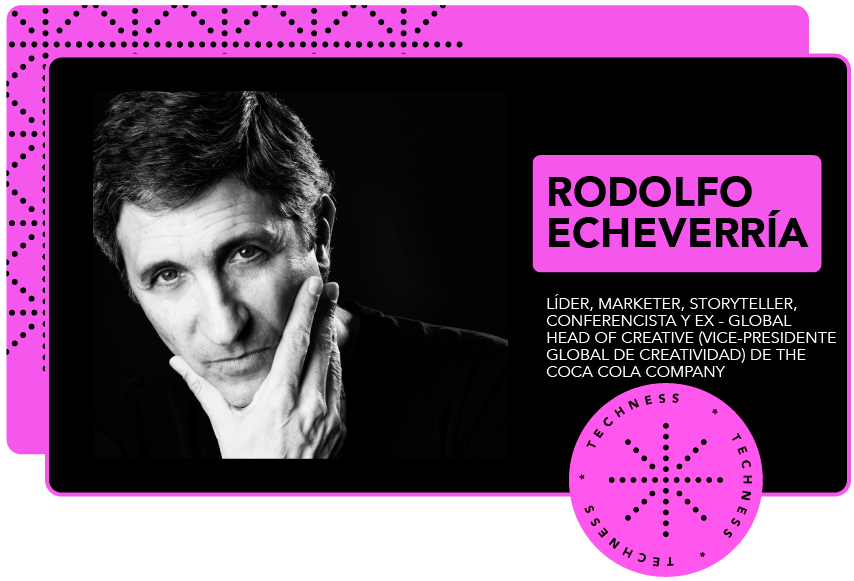 RODOLFO
ECHEVERRÍA
LÍDER, MARKETER, STORYTELLER,
CONFERENCISTA Y EX - GLOBAL
HEAD OF CREATIVE (VICE-PRESIDENTE
GLOBAL DE CREATIVIDAD) DE THE
COCA COLA COMPANY
TECHNESS * TECHNESS * TECHNESS * TECHNESS *